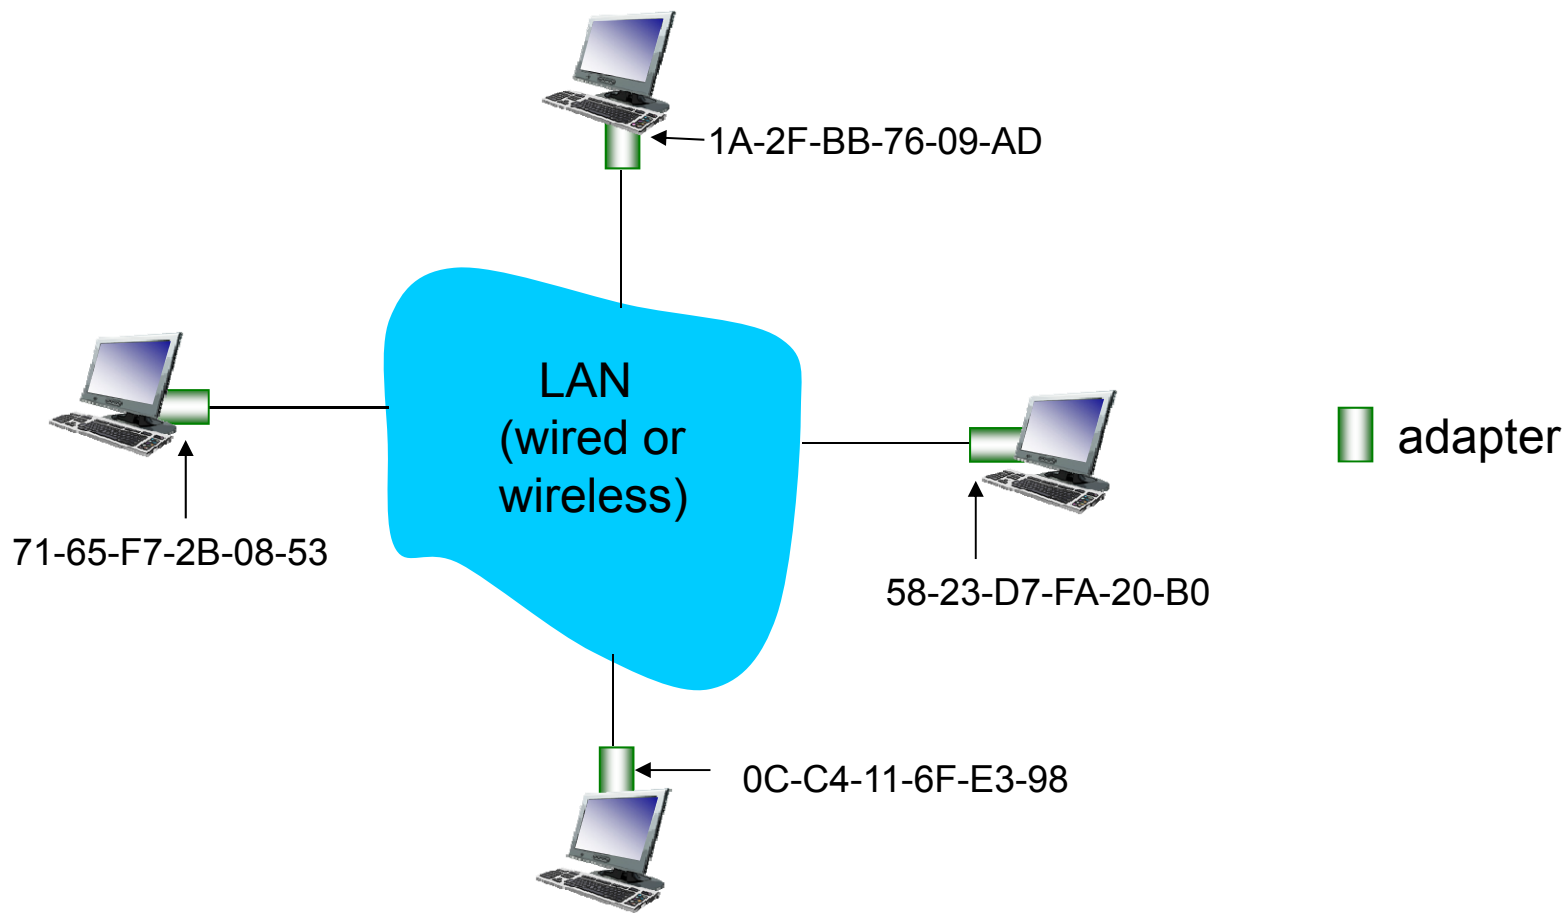 1A-2F-BB-76-09-AD
LAN
(wired or
wireless)
adapter
71-65-F7-2B-08-53
58-23-D7-FA-20-B0
0C-C4-11-6F-E3-98